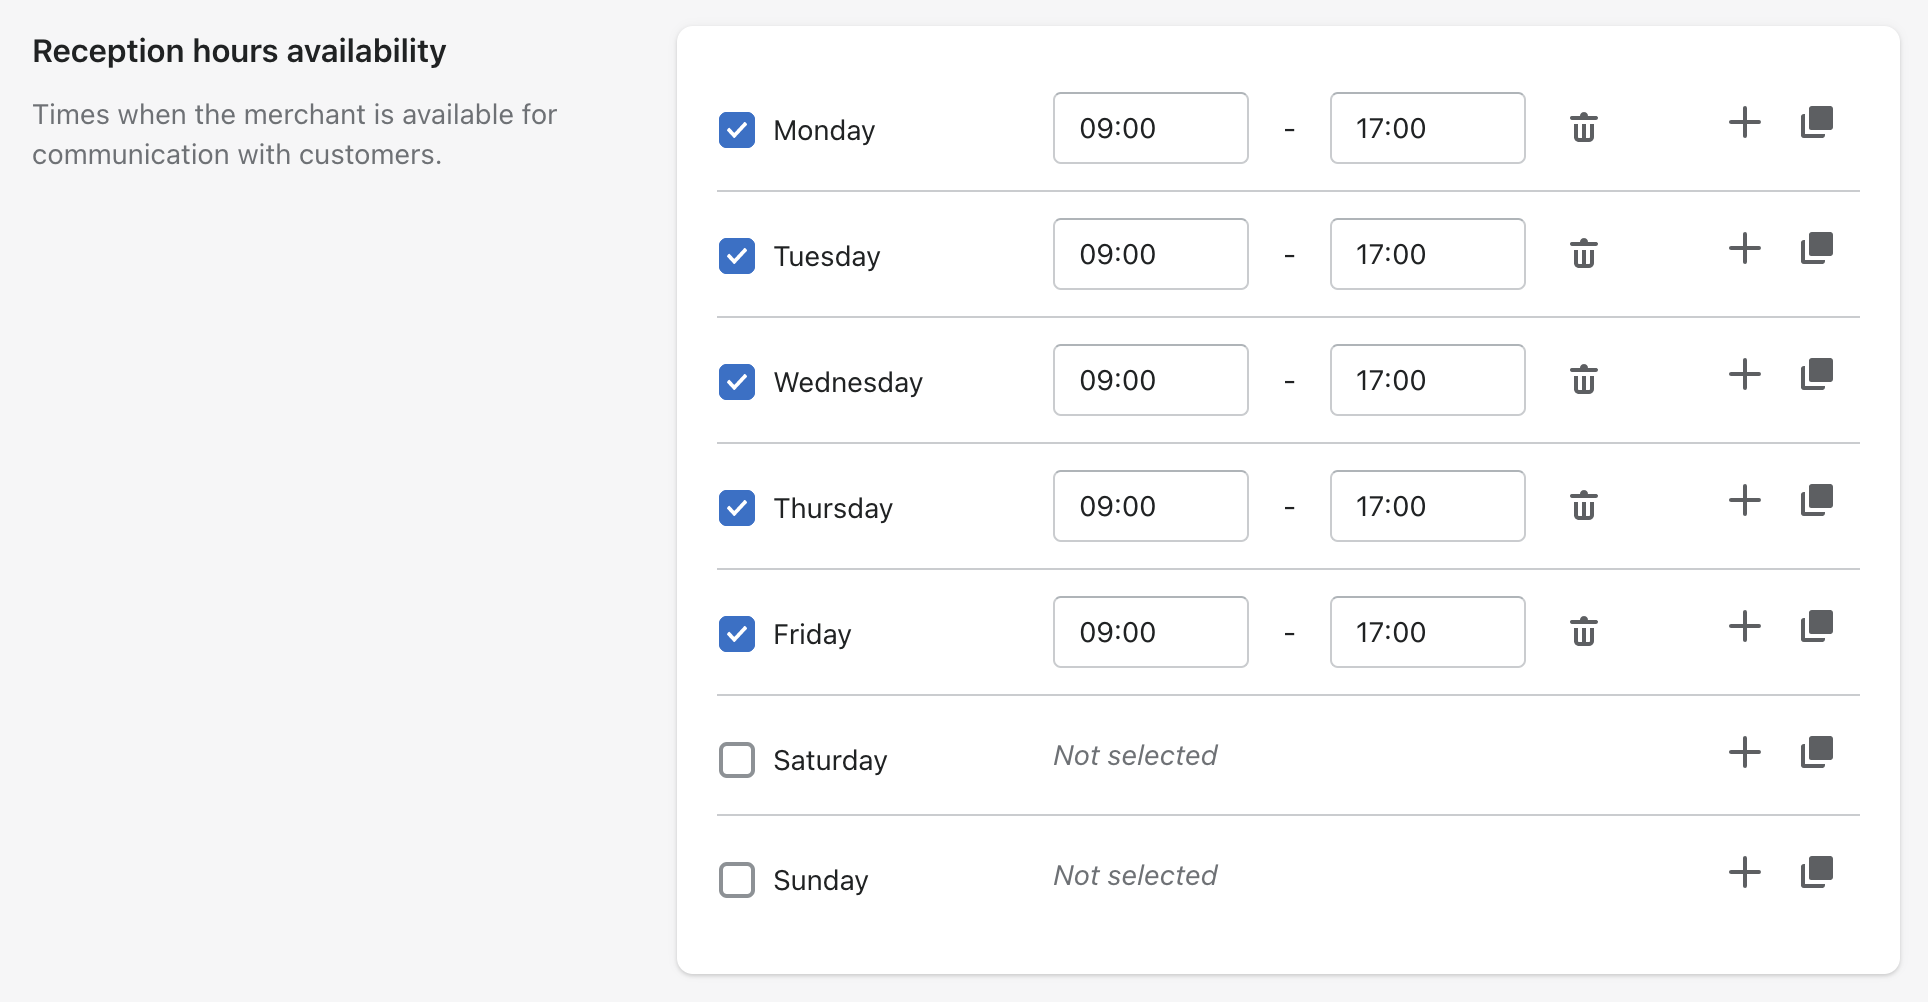 Reception hours availability
Times when the merchant is available for
communication with customers.
Monday 09:00 - 17:00
Tuesday 09:00 - 17:00
Wednesday 09:00 - 17:00
Thursday 09:00 - 17:00
Friday 09:00 - 17:00
Saturday Not selected
Sunday Not selected